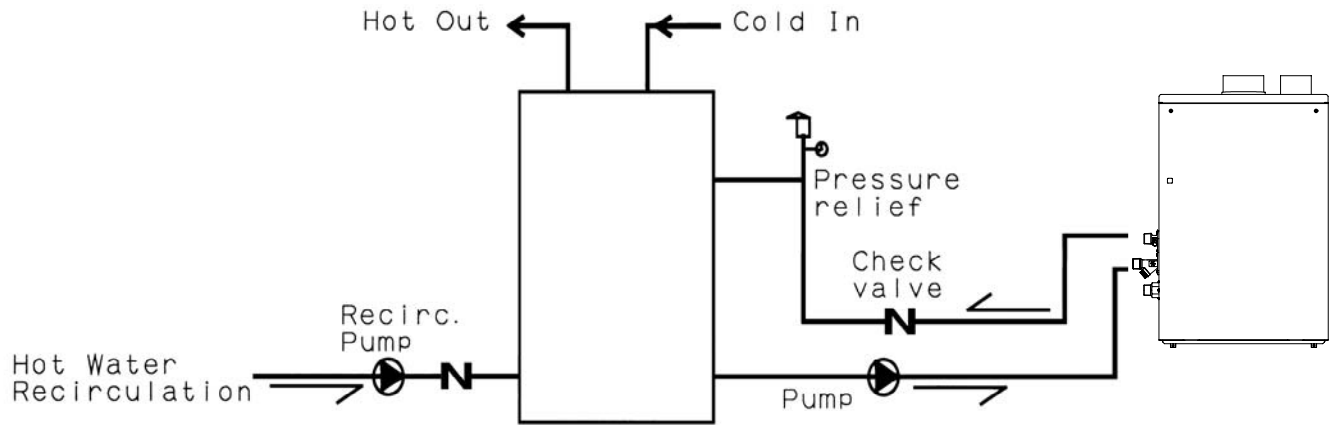 Hot Out
Cold In
Pressure
relief
Check
valve
Recirc.
Pump
Hot Water
Recirculation
Pump